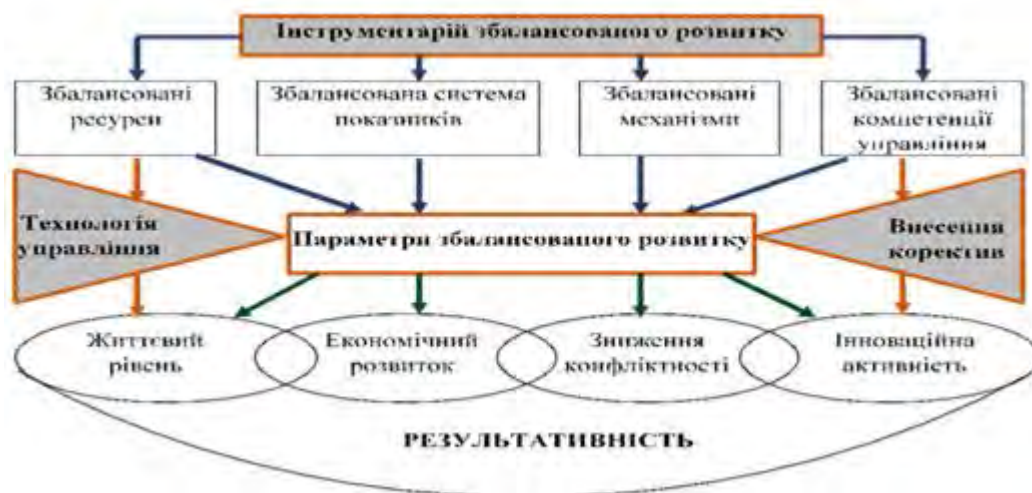 Інструментарій збалансованого розвитку
Збалансовані
ресурси
Збалансована система
показників
Збалансовані
механізми
Збалансовані
компетенції
управління
Технологія
управління
Параметри збалансованого розвитку
Внесення
коректив
Життєвий
рівень
Економічний
розвиток
Зниження
конфліктності
Інноваційна
активність
РЕЗУЛЬТАТИВНІСТЬ